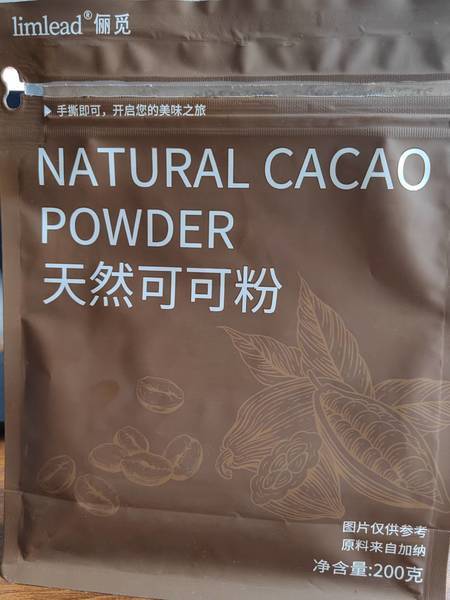 limlead® 俪觅
▶ 手撕即可，开启您的美味之旅
NATURAL CACAO
POWDER
天然可可粉
图片仅供参考
原料来自加纳
净含量:200克